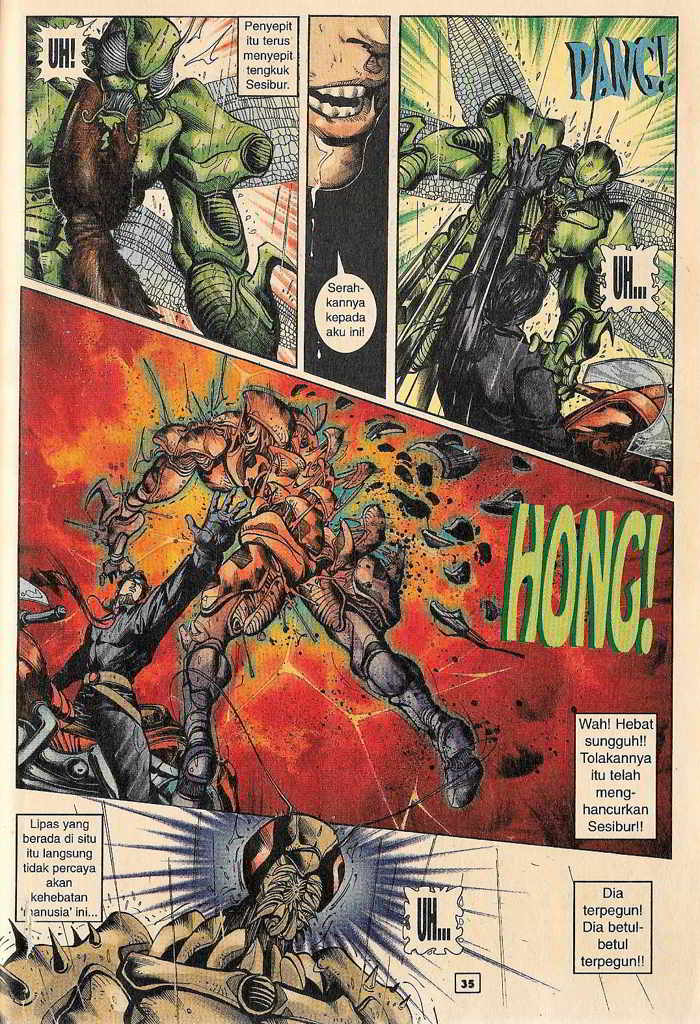 UH!
Penyepit
itu terus
menyepit
tengkuk
Sesibur.
Serah-
kannya
kepada
aku ini!
PANG!
UH...
HONG!
Wah! Hebat
sungguh!!
Tolakannya
itu telah
meng-
hancurkan
Sesibur!!
Lipas yang
berada di situ
itu langsung
tidak percaya
akan
kehebatan
'manusia' ini...
UH...
Dia
terpegun!
Dia betul-
betul
terpegun!!
35